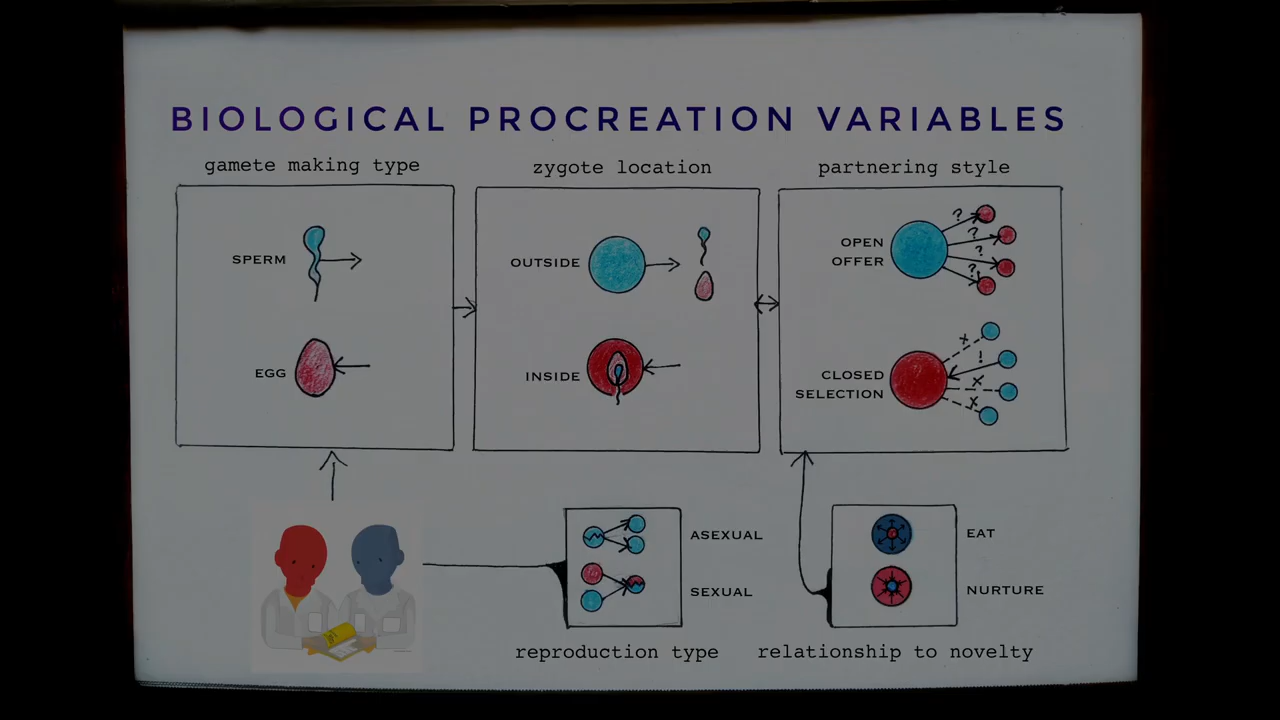 BIOLOGICAL PROCREATION VARIABLES
gamete making type
zygote location
partnering style
SPERM
EGG
OUTSIDE
INSIDE
OPEN
OFFER
? ? ? ?
CLOSED
SELECTION
x ! x x
ASEXUAL
SEXUAL
reproduction type
EAT
NURTURE
relationship to novelty